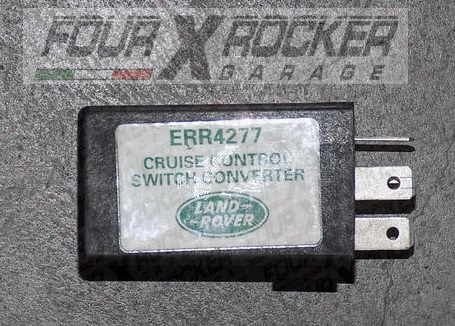 FOUR X ROCKER
GARAGE
ERR4277
CRUISE CONTROL
SWITCH CONVERTER
LAND-
-ROVER